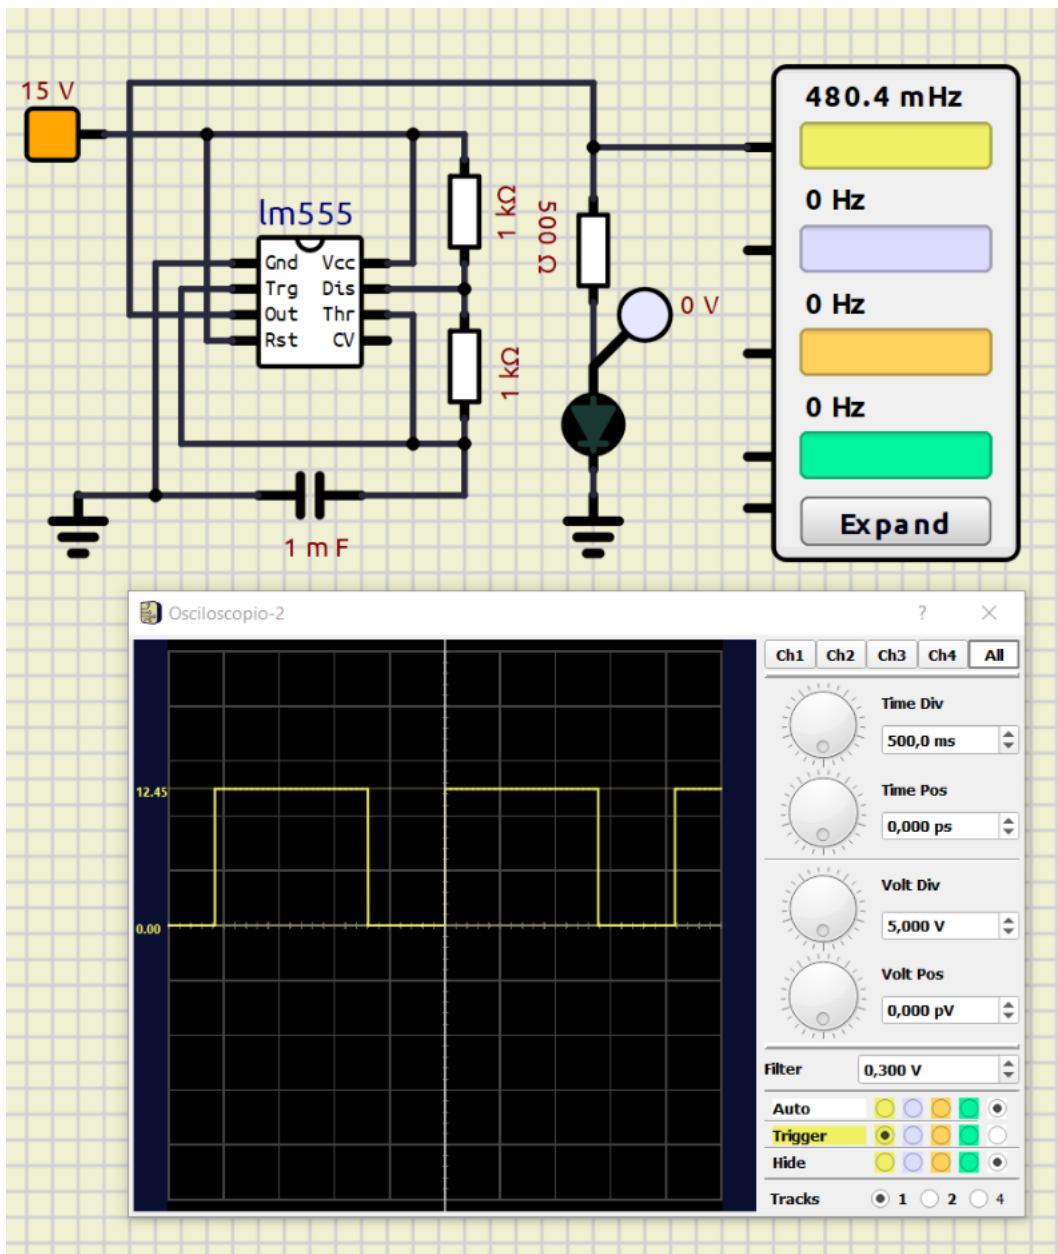 15 V
480.4 mHz
0 Hz
0 Hz
0 Hz
Expand
lm555
Gnd Vcc
Trg Dis
Out Thr
Rst CV
1 kΩ
500 Ω
0 V
1 kΩ
1 m F
Osciloscopio-2
?
Ch1 Ch2 Ch3 Ch4 All
Time Div
500,0 ms
Time Pos
0,000 ps
Volt Div
5,000 V
Volt Pos
0,000 pV
Filter 0,300 V
Auto
Trigger
Hide
Tracks 1 2 4
12.45
0.00